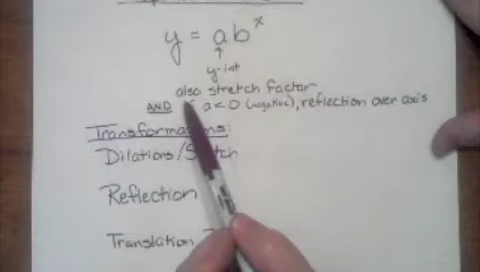 y = ab^x
↑
y-int
also stretch factor
AND a < 0 (negative), reflection over axis
Transformations:
Dilations/Stretch
Reflection
Translation